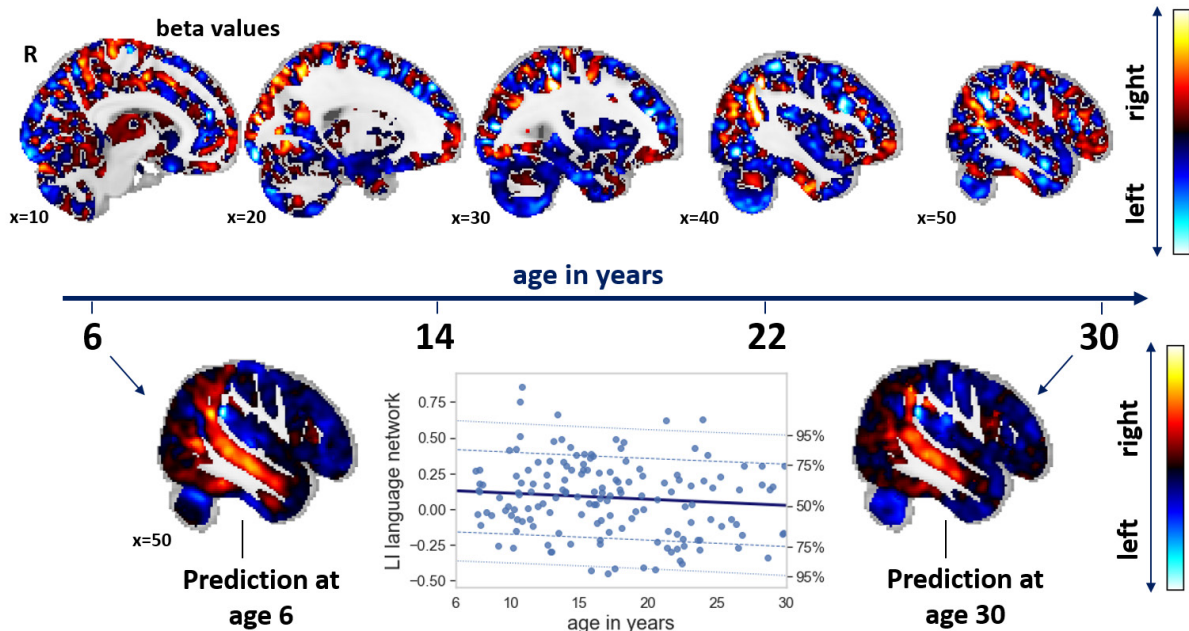 beta values
R
x=10
x=20
x=30
x=40
x=50
right
left
age in years
6
14
22
30
x=50
Prediction at
age 6
LI language network
0.75
0.50
0.25
0.00
−0.25
−0.50
95%
75%
50%
75%
95%
6
10
15
20
25
30
age in years
Prediction at
age 30
right
left